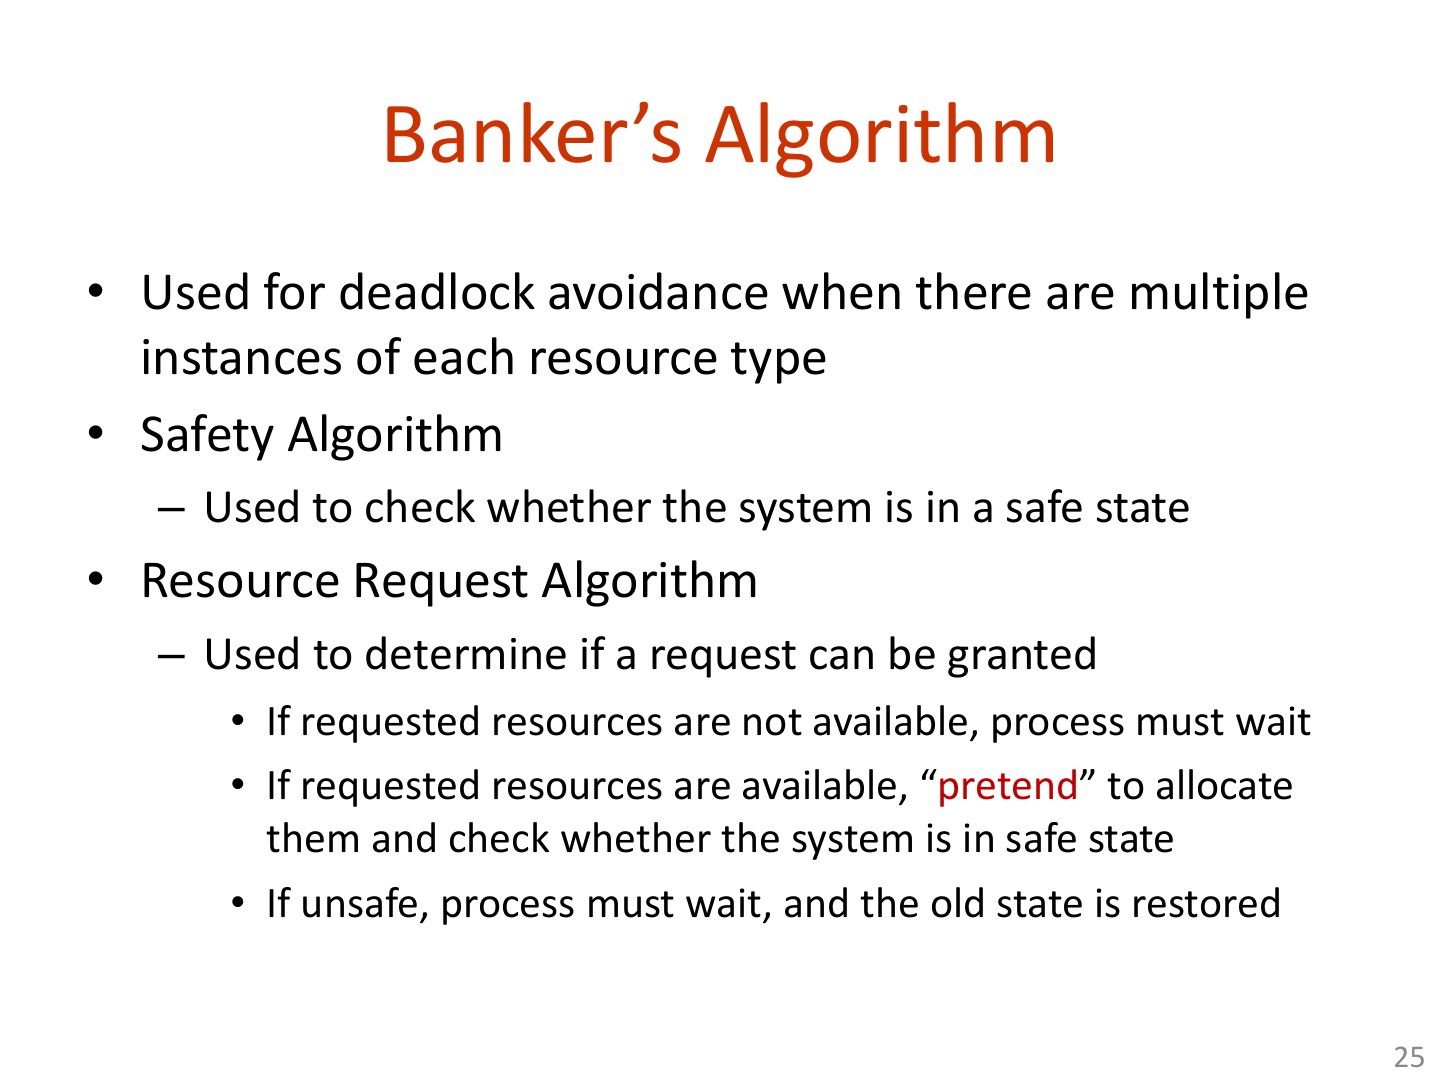 Banker’s Algorithm
• Used for deadlock avoidance when there are multiple
instances of each resource type
• Safety Algorithm
– Used to check whether the system is in a safe state
• Resource Request Algorithm
– Used to determine if a request can be granted
• If requested resources are not available, process must wait
• If requested resources are available, “pretend” to allocate
them and check whether the system is in safe state
• If unsafe, process must wait, and the old state is restored
25